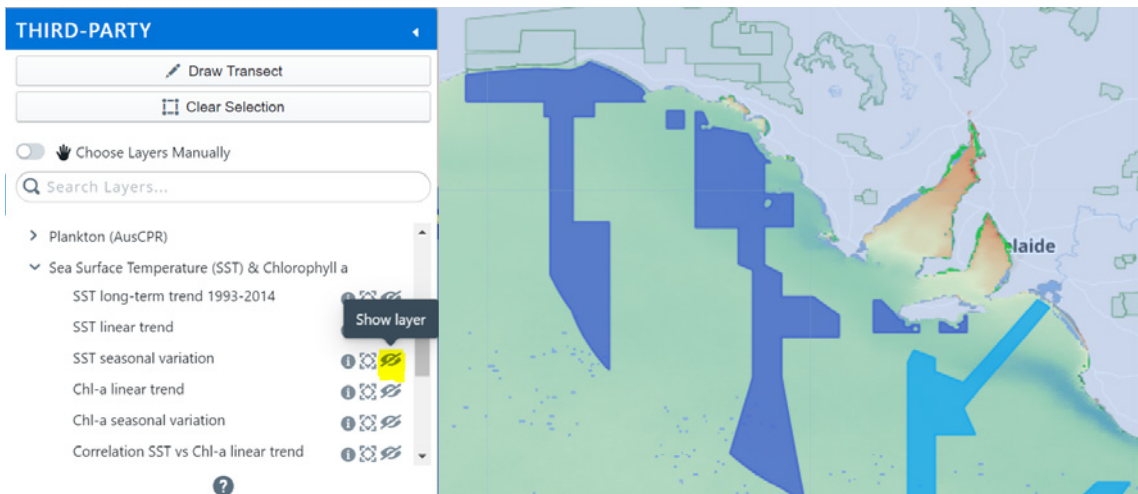 THIRD-PARTY
Draw Transect
Clear Selection
Choose Layers Manually
Search Layers...
Plankton (AusCPR)
Sea Surface Temperature (SST) & Chlorophyll a
SST long-term trend 1993-2014
Show layer
SST linear trend
SST seasonal variation
Chl-a linear trend
Chl-a seasonal variation
Correlation SST vs Chl-a linear trend
?
elaide